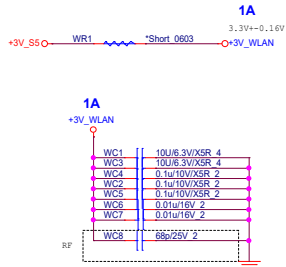 1A
3.3V+-0.16V
+3V_S5 WR1 *Short_0603 +3V_WLAN
1A
+3V_WLAN
WC1 10U/6.3V/X5R_4
WC3 10U/6.3V/X5R_4
WC4 0.1u/10V/X5R_2
WC2 0.1u/10V/X5R_2
WC5 0.1u/10V/X5R_2
WC6 0.01u/16V_2
WC7 0.01u/16V_2
WC8 68p/25V_2
RF